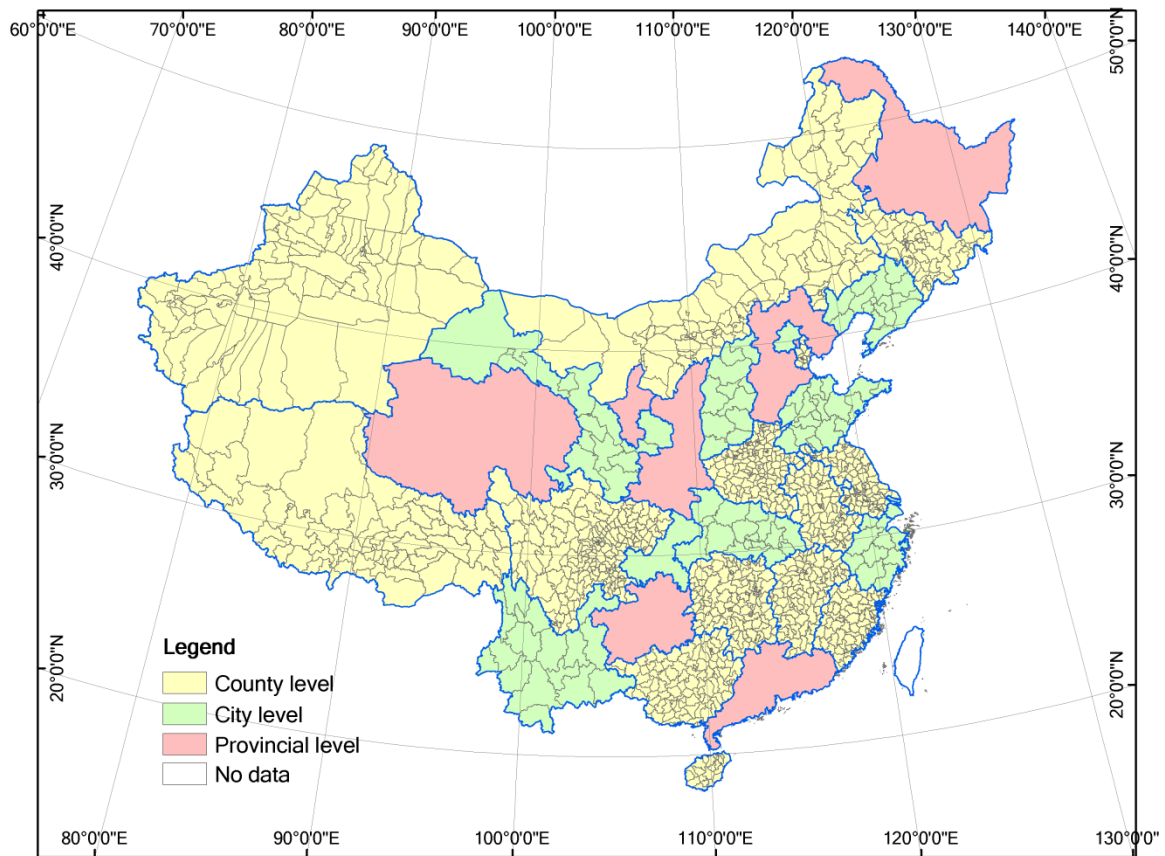 60°0'0"E 70°0'0"E 80°0'0"E 90°0'0"E 100°0'0"E 110°0'0"E 120°0'0"E 130°0'0"E 140°0'0"E
50°0'0"N
40°0'0"N
40°0'0"N
30°0'0"N
30°0'0"N
20°0'0"N
20°0'0"N
Legend
County level
City level
Provincial level
No data
80°0'0"E 90°0'0"E 100°0'0"E 110°0'0"E 120°0'0"E 130°0'0"E